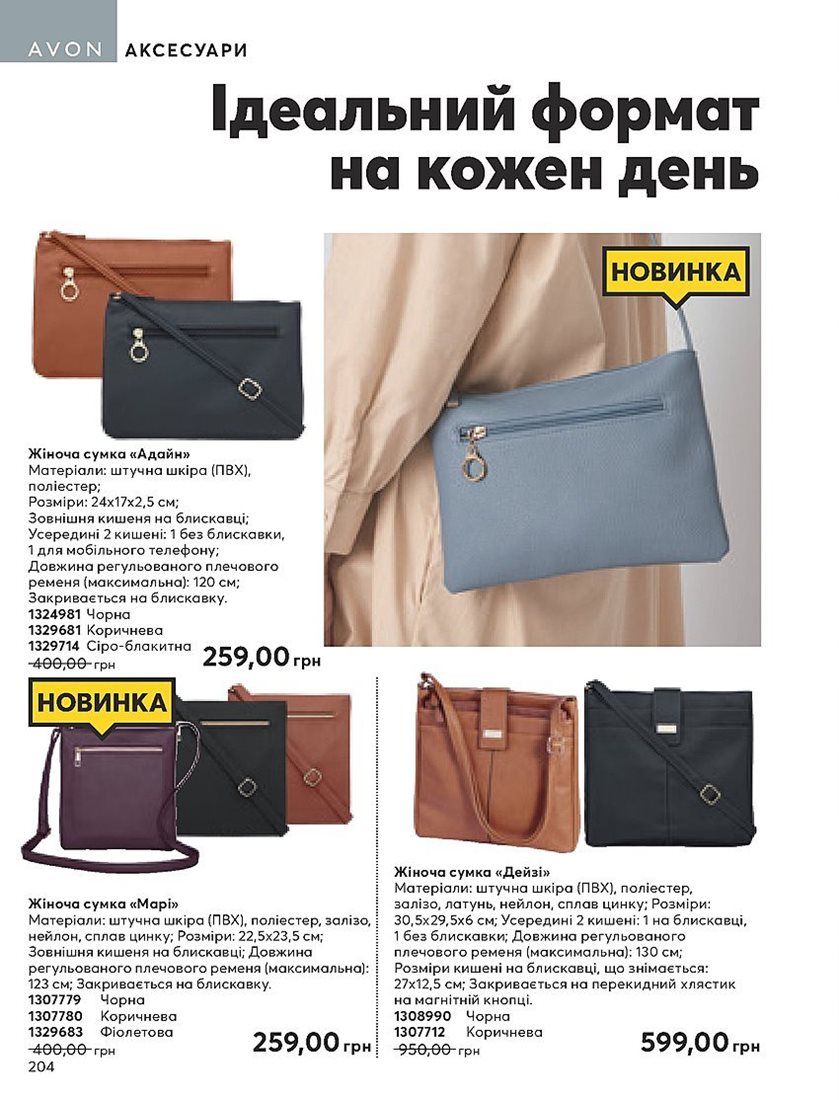 AVON АКСЕСУАРИ
Ідеальний формат
на кожен день
НОВИНКА
Жіноча сумка «Адайн»
Матеріали: штучна шкіра (ПВХ),
поліестер;
Розміри: 24х17х2,5 см;
Зовнішня кишеня на блискавці;
Усередині 2 кишені: 1 без блискавки,
1 для мобільного телефону;
Довжина регульованого плечового
ременя (максимальна): 120 см;
Закривається на блискавку.
1324981 Чорна
1329681 Коричнева
1329714 Сіро-блакитна
400,00 грн
259,00 грн
НОВИНКА
Жіноча сумка «Марі»
Матеріали: штучна шкіра (ПВХ), поліестер, залізо,
нейлон, сплав цинку; Розміри: 22,5х23,5 см;
Зовнішня кишеня на блискавці; Довжина
регульованого плечового ременя (максимальна):
123 см; Закривається на блискавку.
1307779 Чорна
1307780 Коричнева
1329683 Фіолетова
400,00 грн
259,00 грн
Жіноча сумка «Дейзі»
Матеріали: штучна шкіра (ПВХ), поліестер,
залізо, латунь, нейлон, сплав цинку; Розміри:
30,5х29,5х6 см; Усередині 2 кишені: 1 на блискавці,
1 без блискавки; Довжина регульованого
плечового ременя (максимальна): 130 см;
Розміри кишені на блискавці, що знімається:
27х12,5 см; Закривається на перекидний хлястик
на магнітній кнопці.
1308990 Чорна
1307712 Коричнева
950,00 грн
599,00 грн
204